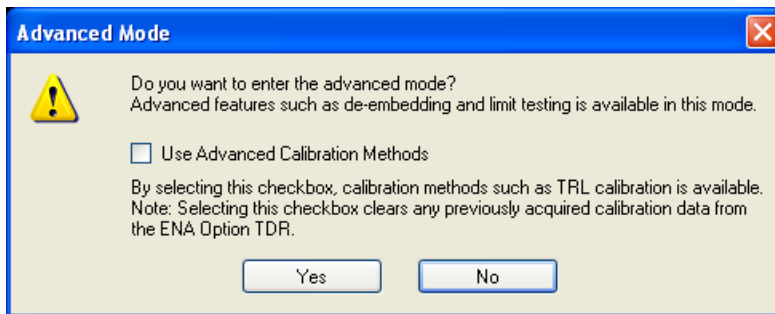 Advanced Mode
Do you want to enter the advanced mode?
Advanced features such as de-embedding and limit testing is available in this mode.
Use Advanced Calibration Methods
By selecting this checkbox, calibration methods such as TRL calibration is available.
Note: Selecting this checkbox clears any previously acquired calibration data from
the ENA Option TDR.
Yes No